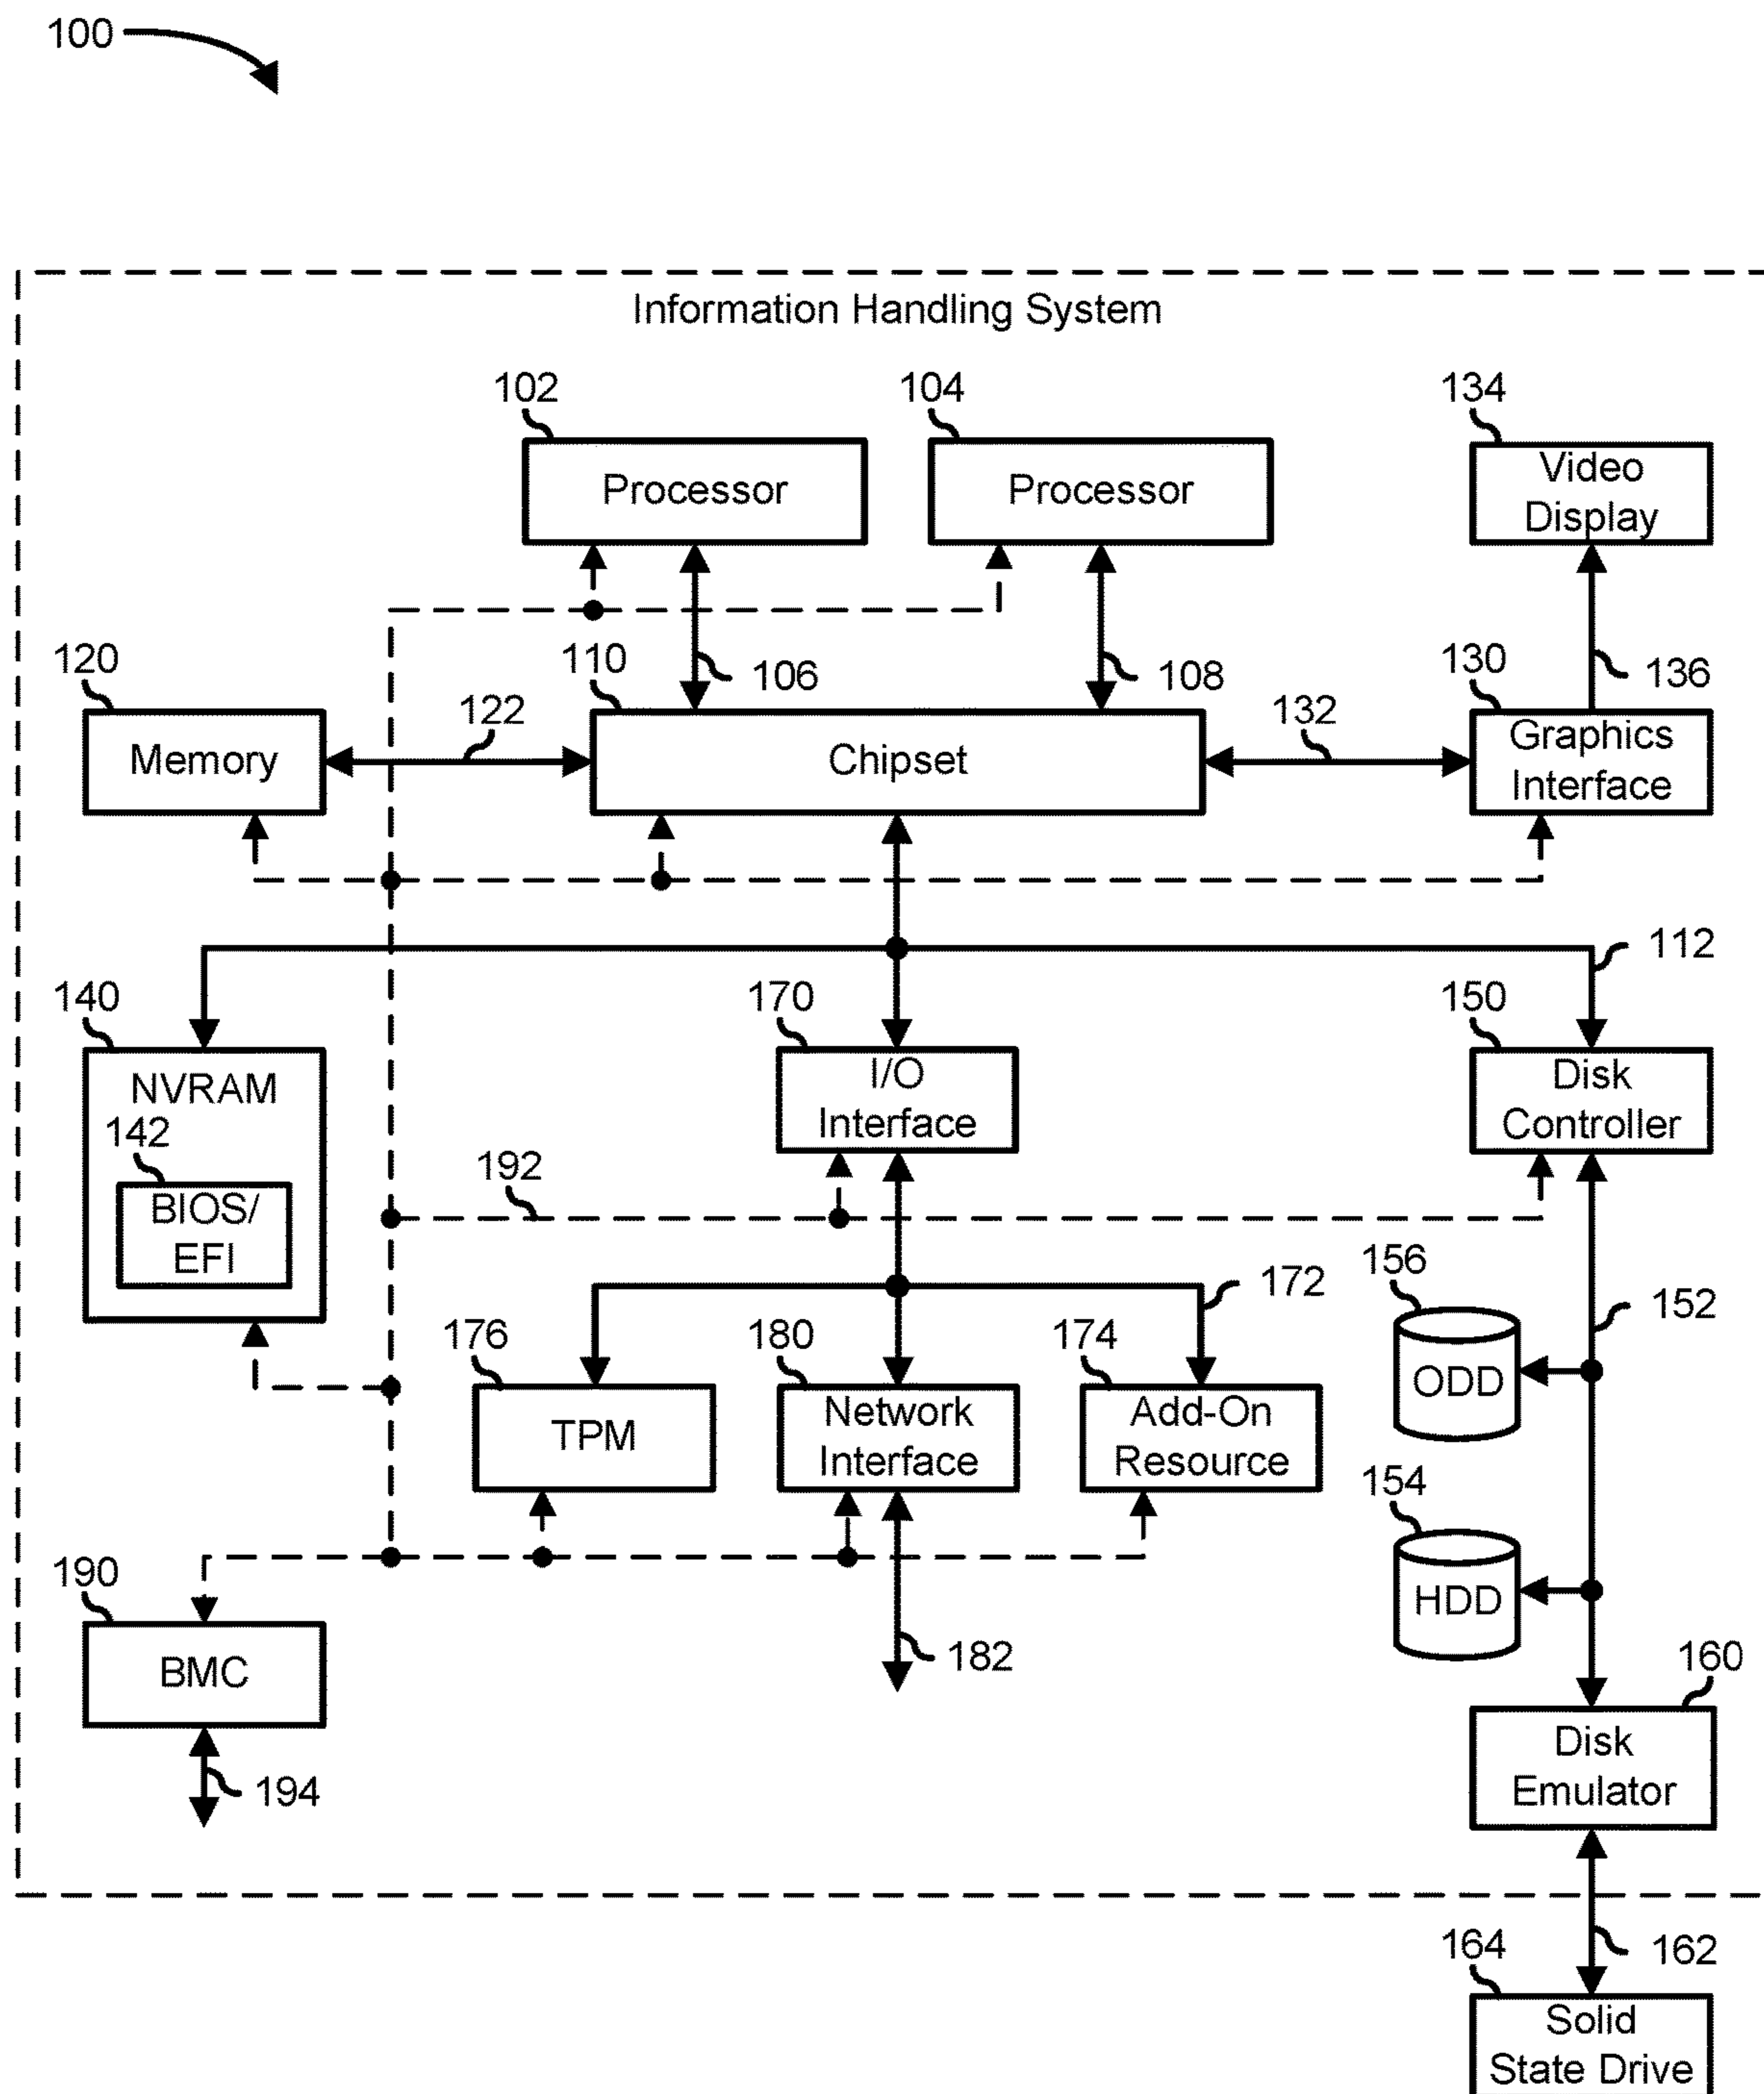 100
Information Handling System
102
104
134
Processor
Processor
Video
Display
120
110
106
108
130
136
122
132
Memory
Chipset
Graphics
Interface
112
140
170
150
NVRAM
I/O
Interface
Disk
Controller
142
BIOS/
EFI
192
156
172
152
176
180
174
ODD
TPM
Network
Interface
Add-On
Resource
154
HDD
190
182
160
BMC
Disk
Emulator
194
164
162
Solid
State Drive